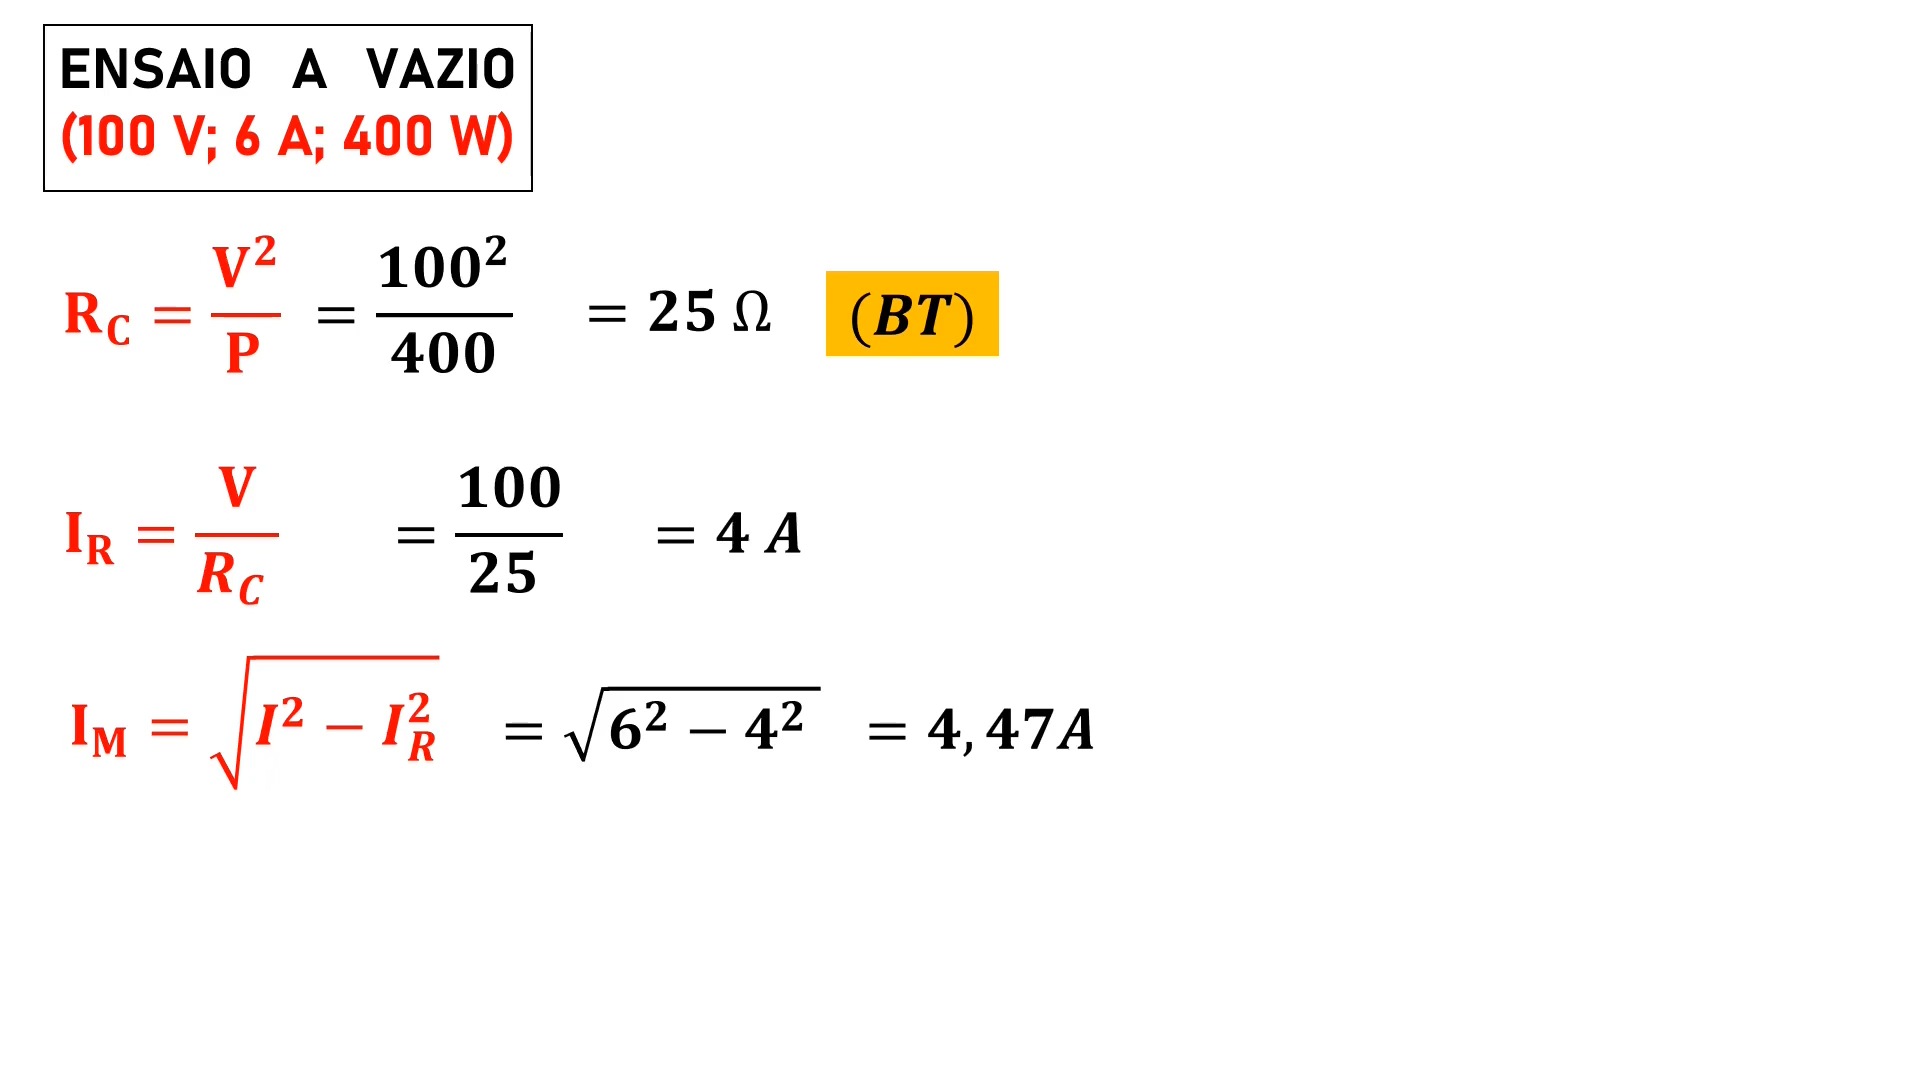 ENSAIO A VAZIO
(100 V; 6 A; 400 W)
R_C = V²/P = 100²/400 = 25 Ω (BT)
I_R = V/R_C = 100/25 = 4 A
I_M = √(I² − I_R²) = √(6² − 4²) = 4,47A